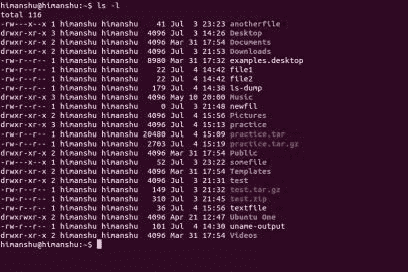 himanshu@himanshu:~$ ls -l
total 116
-rw---x--x 1 himanshu himanshu 41 Jul 3 23:23 anotherfile
drwxr-xr-x 3 himanshu himanshu 4096 Jul 3 14:26 Desktop
drwxr-xr-x 2 himanshu himanshu 4096 Mar 31 17:54 Documents
drwxr-xr-x 2 himanshu himanshu 4096 Jul 3 21:53 Downloads
-rw-r--r-- 1 himanshu himanshu 8980 Mar 31 17:32 examples.desktop
-rw-r--r-- 1 himanshu himanshu 22 Jul 4 14:42 file1
-rw-r--r-- 1 himanshu himanshu 22 Jul 4 14:42 file2
-rw-r--r-- 1 himanshu himanshu 179 Jul 4 14:38 ls-dump
drwxr-xr-x 3 himanshu himanshu 4096 May 10 20:00 Music
-rw-r--r-- 1 himanshu himanshu 0 Jul 3 21:48 newfil
drwxr-xr-x 2 himanshu himanshu 4096 Jul 4 15:56 Pictures
drwxr-xr-x 3 himanshu himanshu 4096 Jul 4 15:13 practice
-rw-r--r-- 1 himanshu himanshu 20480 Jul 4 15:09 practice.tar
-rw-r--r-- 1 himanshu himanshu 2703 Jul 4 15:19 practice.tar.gz
drwxr-xr-x 2 himanshu himanshu 4096 Mar 31 17:54 Public
-rw---x--x 1 himanshu himanshu 52 Jul 3 23:22 somefile
drwxr-xr-x 2 himanshu himanshu 4096 Mar 31 17:54 Templates
drwxr-xr-x 2 himanshu himanshu 4096 Jul 3 21:31 test
-rw-r--r-- 1 himanshu himanshu 149 Jul 3 21:32 test.tar.gz
-rw-r--r-- 1 himanshu himanshu 310 Jul 3 21:45 test.zip
-rw-r--r-- 1 himanshu himanshu 36 Jul 4 15:56 textfile
drwxrwxr-x 2 himanshu himanshu 4096 Apr 21 12:47 Ubuntu One
-rw-r--r-- 1 himanshu himanshu 101 Jul 4 14:30 uname-output
drwxr-xr-x 2 himanshu himanshu 4096 Mar 31 17:54 Videos
himanshu@himanshu:~$